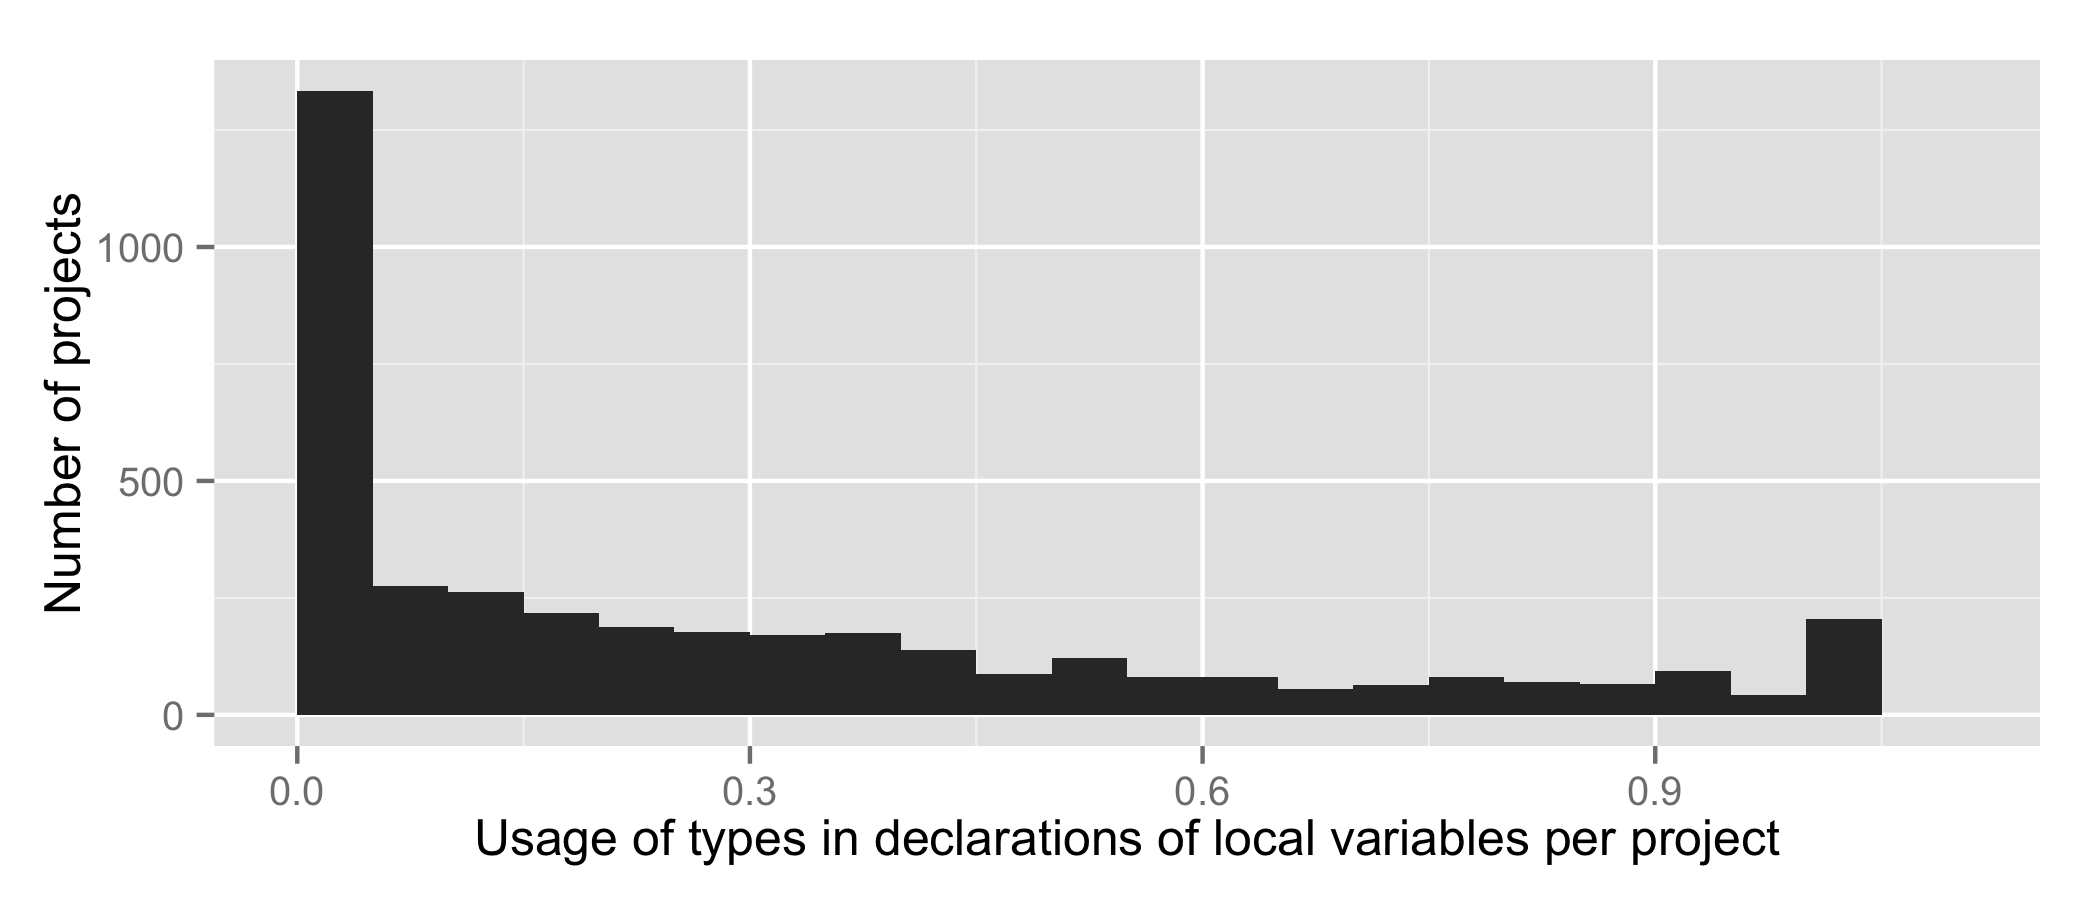 Number of projects
1000
500
0
0.0 0.3 0.6 0.9
Usage of types in declarations of local variables per project